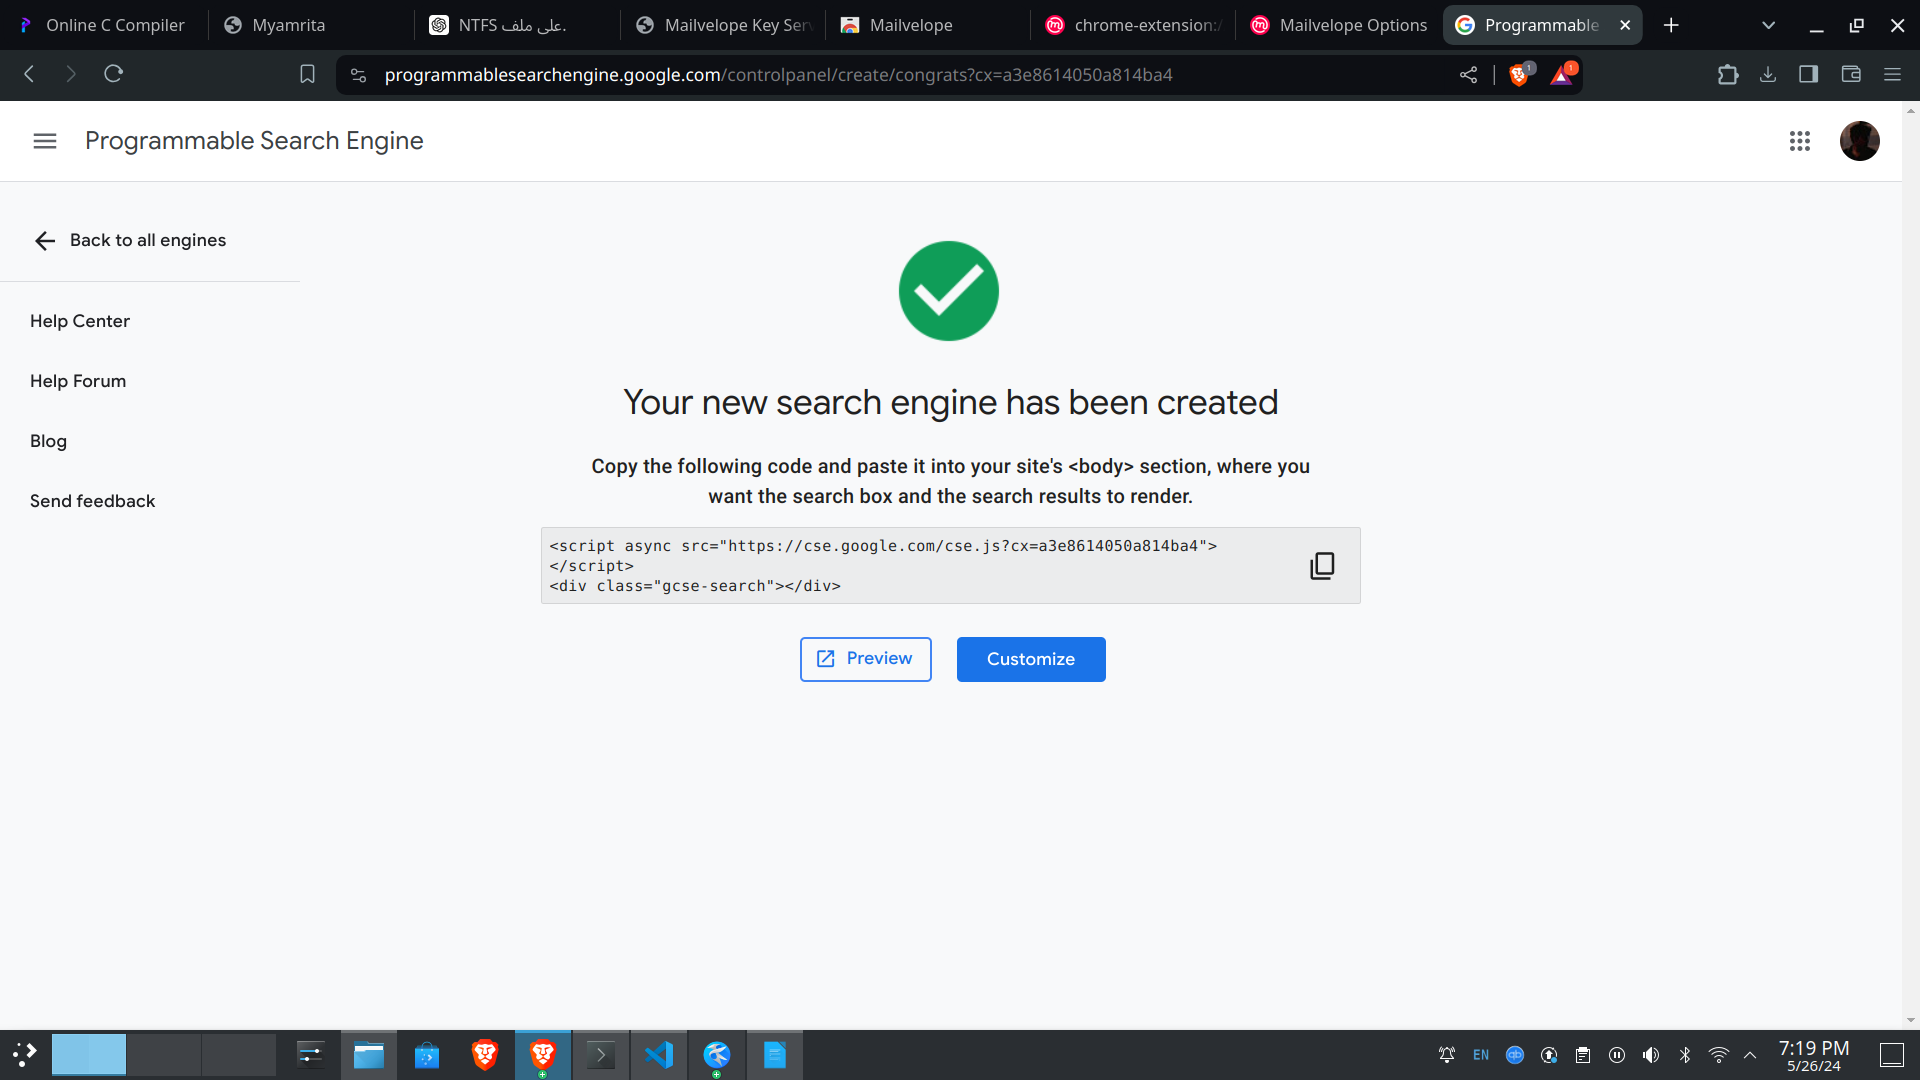 Online C Compiler
Myamrita
NTFS على ملف.
Mailvelope Key Serv
Mailvelope
chrome-extension:/
Mailvelope Options
Programmable
programmablesearchengine.google.com/controlpanel/create/congrats?cx=a3e8614050a814ba4
1
1
Programmable Search Engine
Back to all engines
Help Center
Help Forum
Blog
Send feedback
Your new search engine has been created
Copy the following code and paste it into your site's <body> section, where you
want the search box and the search results to render.
<script async src="https://cse.google.com/cse.js?cx=a3e8614050a814ba4">
</script>
<div class="gcse-search"></div>
Preview
Customize
EN
qb
7:19 PM
5/26/24